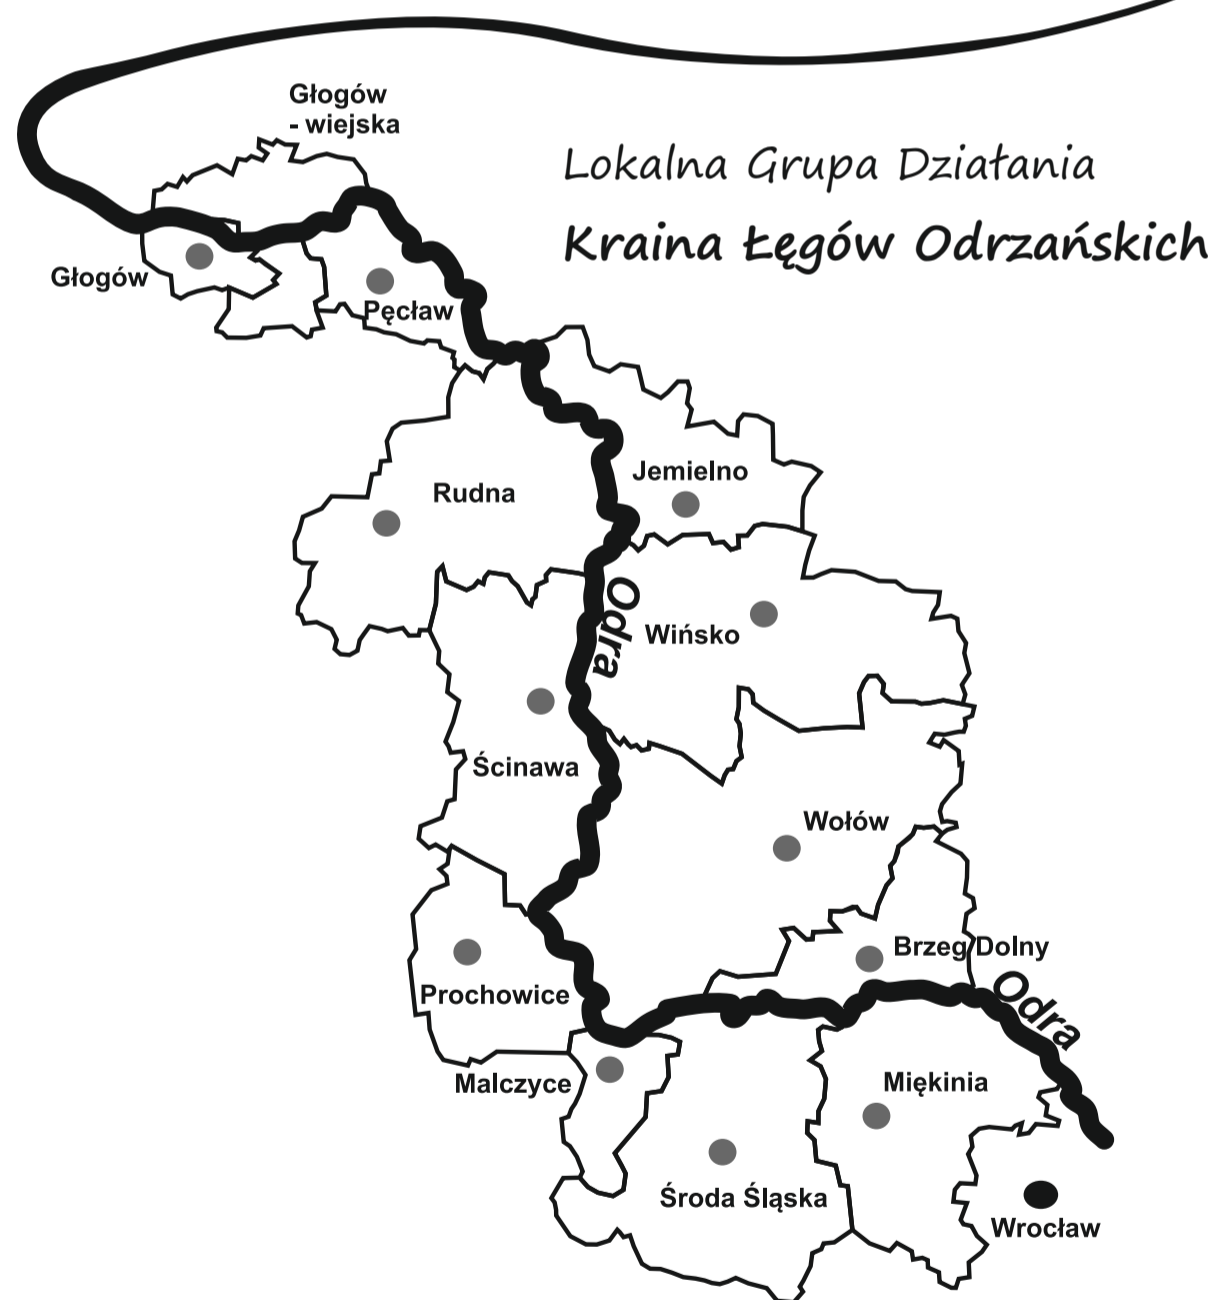 Głogów
- wiejska
Lokalna Grupa Działania
Kraina Łęgów Odrzańskich
Głogów
Pęcław
Jemielno
Rudna
Odra
Wińsko
Ścinawa
Wołów
Brzeg Dolny
Prochowice
Odra
Malczyce
Miękinia
Środa Śląska
Wrocław